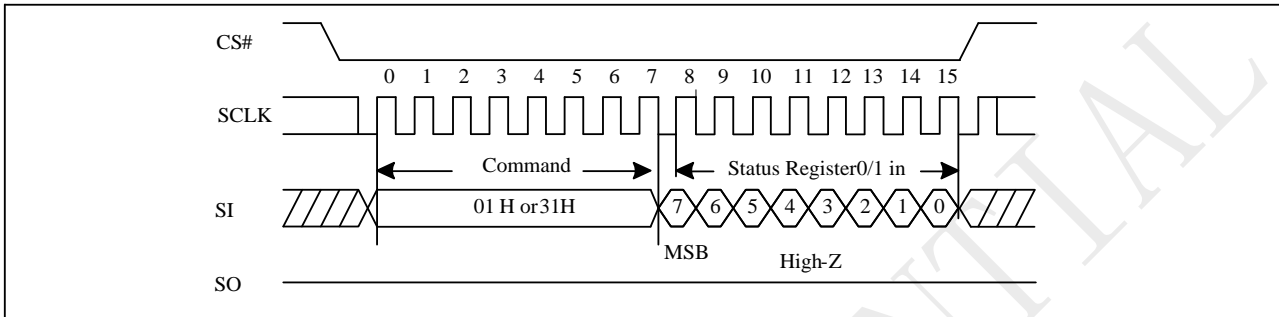 CS#
0 1 2 3 4 5 6 7 8 9 10 11 12 13 14 15
SCLK
Command Status Register0/1 in
SI 01 H or31H 7 6 5 4 3 2 1 0
MSB High-Z
SO
NTIAL